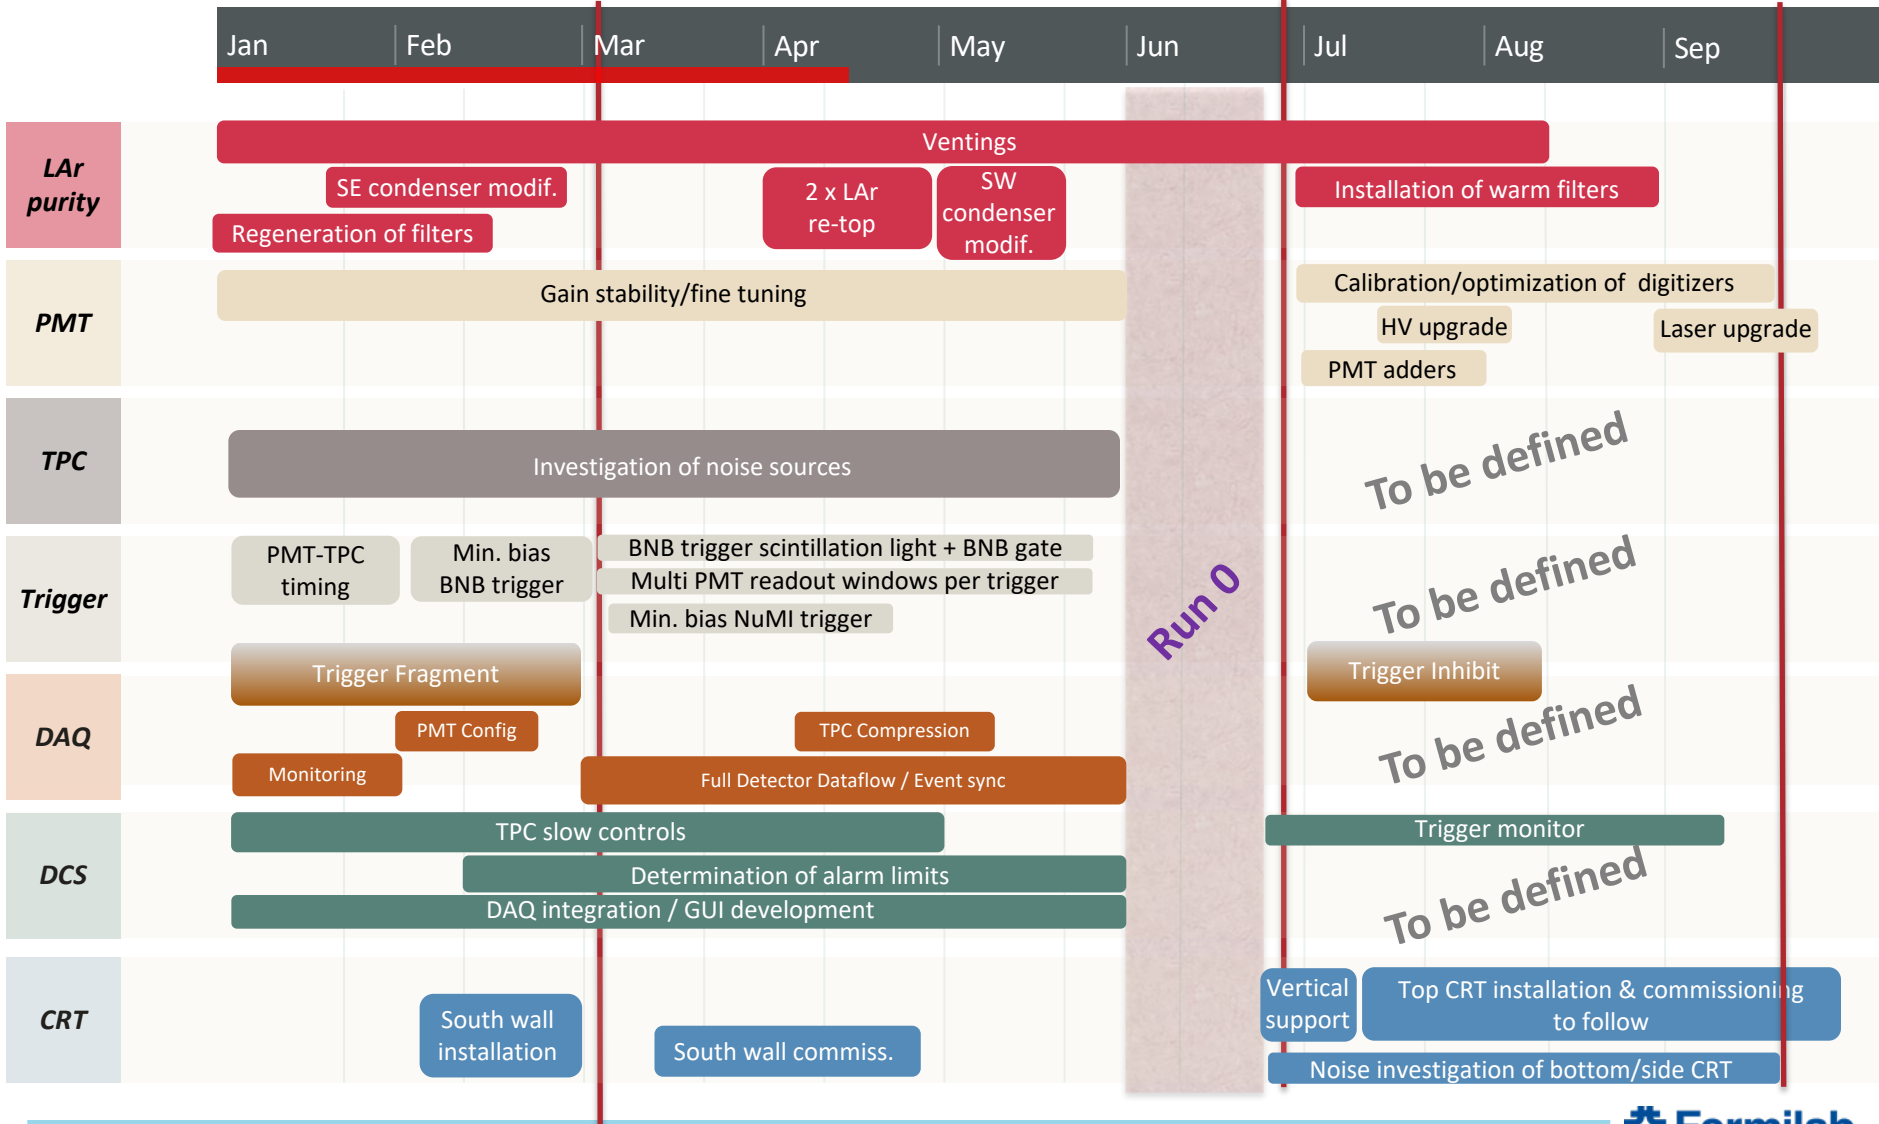 Jan Feb Mar Apr May Jun Jul Aug Sep
LAr
purity
Ventings
SE condenser modif.
Regeneration of filters
2 x LAr
re-top
SW
condenser
modif.
Installation of warm filters
PMT
Gain stability/fine tuning
Calibration/optimization of digitizers
HV upgrade
Laser upgrade
PMT adders
TPC
Investigation of noise sources
To be defined
Trigger
PMT-TPC
timing
Min. bias
BNB trigger
BNB trigger scintillation light + BNB gate
Multi PMT readout windows per trigger
Min. bias NuMI trigger
Run 0
To be defined
Trigger Fragment
Trigger Inhibit
DAQ
PMT Config
TPC Compression
Monitoring
Full Detector Dataflow / Event sync
To be defined
DCS
TPC slow controls
Trigger monitor
Determination of alarm limits
DAQ integration / GUI development
To be defined
CRT
South wall
installation
South wall commiss.
Vertical
support
Top CRT installation & commissioning
to follow
Noise investigation of bottom/side CRT
Fermilab